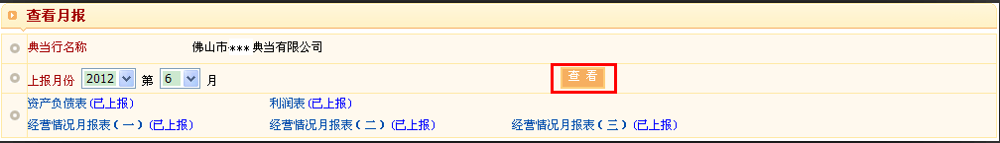 查看月报
典当行名称 佛山市·*** 典当有限公司
上报月份 2012 第 6 月 查 看
资产负债表(已上报) 利润表(已上报)
经营情况月报表（一）(已上报) 经营情况月报表（二）(已上报) 经营情况月报表（三）(已上报)